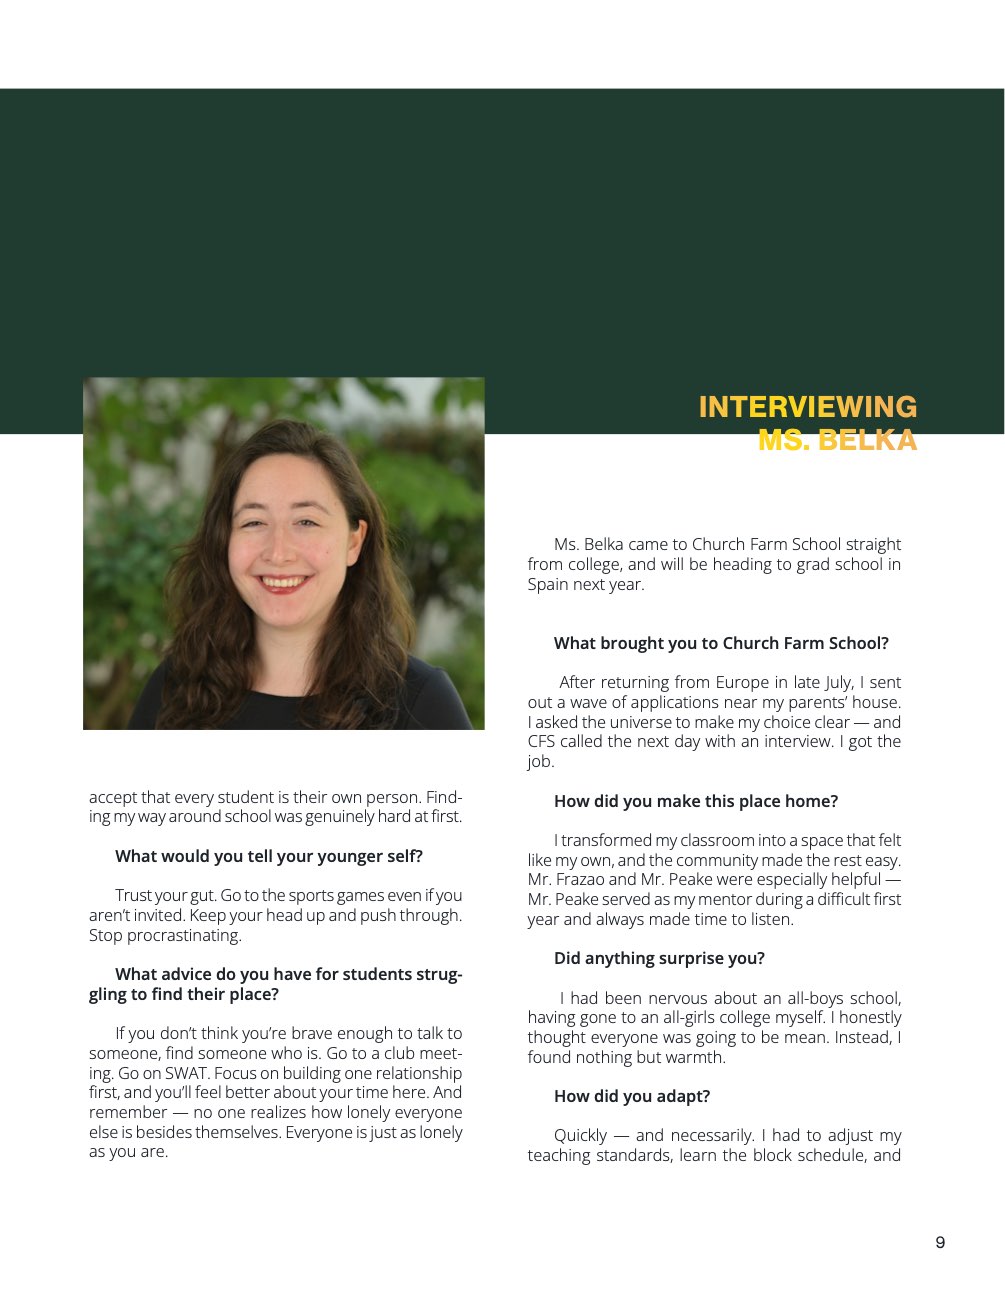 INTERVIEWING
MS. BELKA
Ms. Belka came to Church Farm School straight
from college, and will be heading to grad school in
Spain next year.
What brought you to Church Farm School?
After returning from Europe in late July, I sent
out a wave of applications near my parents’ house.
I asked the universe to make my choice clear — and
CFS called the next day with an interview. I got the
job.
How did you make this place home?
I transformed my classroom into a space that felt
like my own, and the community made the rest easy.
Mr. Frazao and Mr. Peake were especially helpful —
Mr. Peake served as my mentor during a difficult first
year and always made time to listen.
Did anything surprise you?
I had been nervous about an all-boys school,
having gone to an all-girls college myself. I honestly
thought everyone was going to be mean. Instead, I
found nothing but warmth.
How did you adapt?
Quickly — and necessarily. I had to adjust my
teaching standards, learn the block schedule, and
accept that every student is their own person. Find-
ing my way around school was genuinely hard at first.
What would you tell your younger self?
Trust your gut. Go to the sports games even if you
aren’t invited. Keep your head up and push through.
Stop procrastinating.
What advice do you have for students strug-
gling to find their place?
If you don’t think you’re brave enough to talk to
someone, find someone who is. Go to a club meet-
ing. Go on SWAT. Focus on building one relationship
first, and you’ll feel better about your time here. And
remember — no one realizes how lonely everyone
else is besides themselves. Everyone is just as lonely
as you are.
9